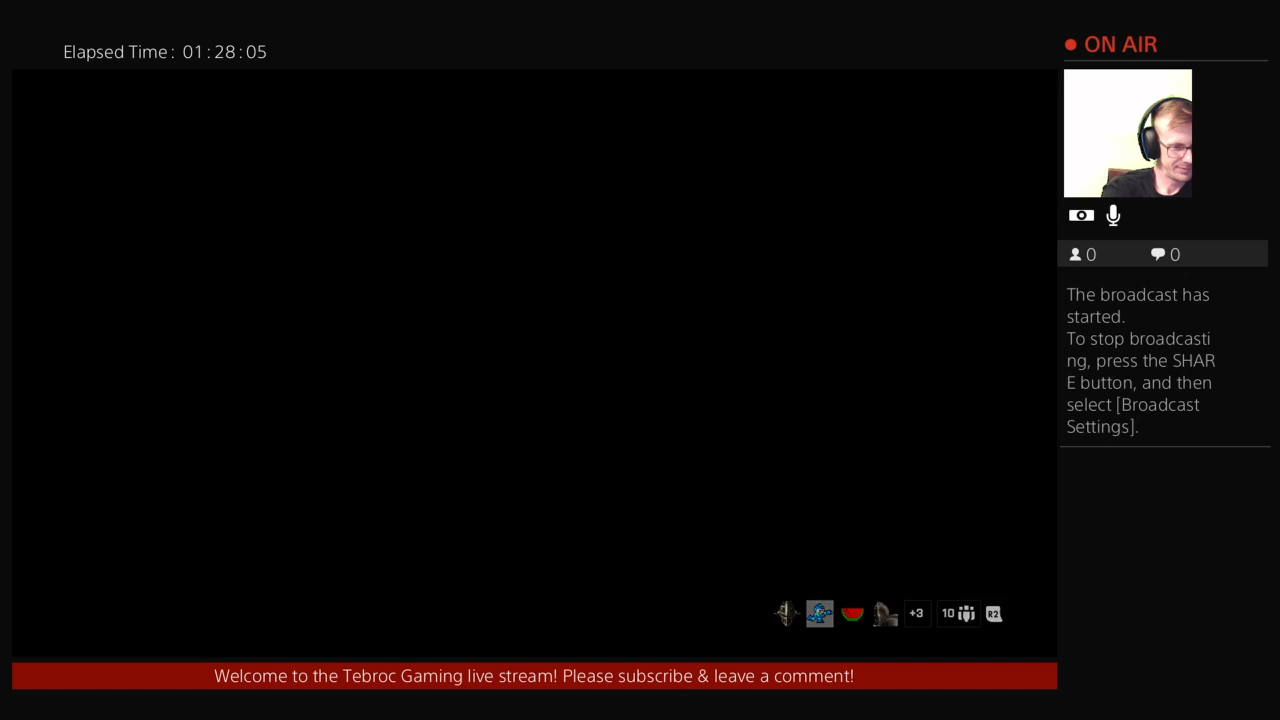 Elapsed Time: 01:28:05
ON AIR
0 0
The broadcast has
started.
To stop broadcasti
ng, press the SHAR
E button, and then
select [Broadcast
Settings].
+3 10 R2
Welcome to the Tebroc Gaming live stream! Please subscribe & leave a comment!